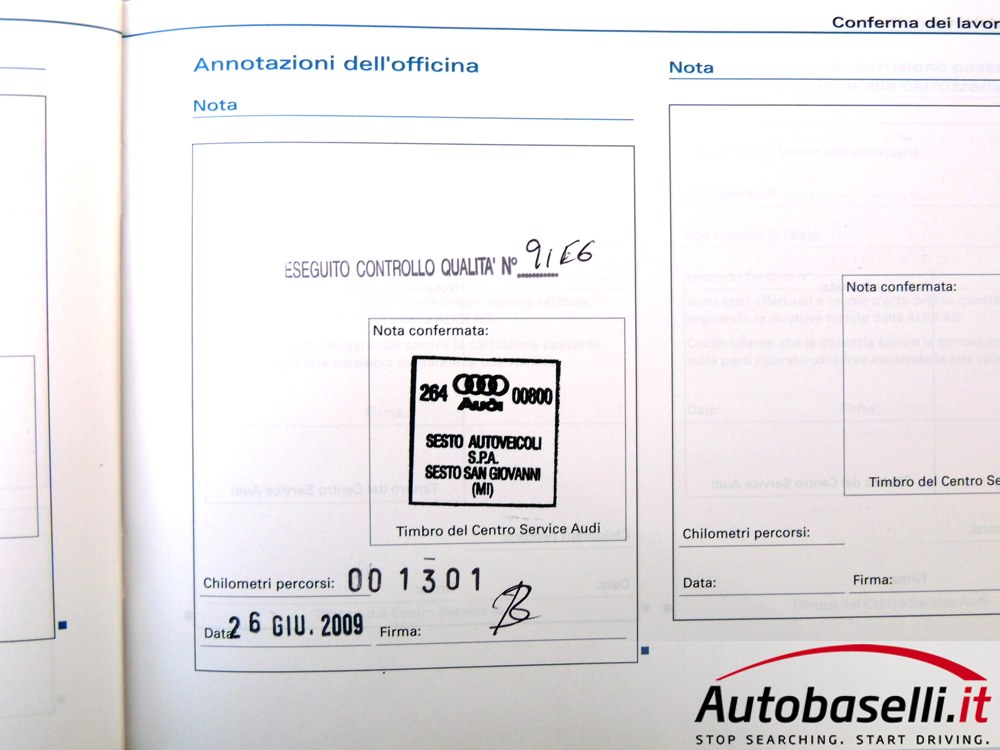 Conferma dei lavor
Annotazioni dell'officina
Nota
ESEGUITO CONTROLLO QUALITA' N° 91E6
Nota confermata:
264 Audi 00800
SESTO AUTOVEICOLI
S.P.A.
SESTO SAN GIOVANNI
(MI)
Timbro del Centro Service Audi
Chilometri percorsi: 001301
Data 26 GIU. 2009 Firma:
Nota
Nota confermata:
Timbro del Centro Se
Chilometri percorsi:
Data: Firma:
Autobaselli.it
STOP SEARCHING. START DRIVING.